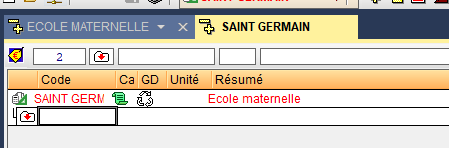 ECOLE MATERNELLE SAINT GERMAIN
2
Code Ca GD Unité Résumé
SAINT GERM Ecole maternelle